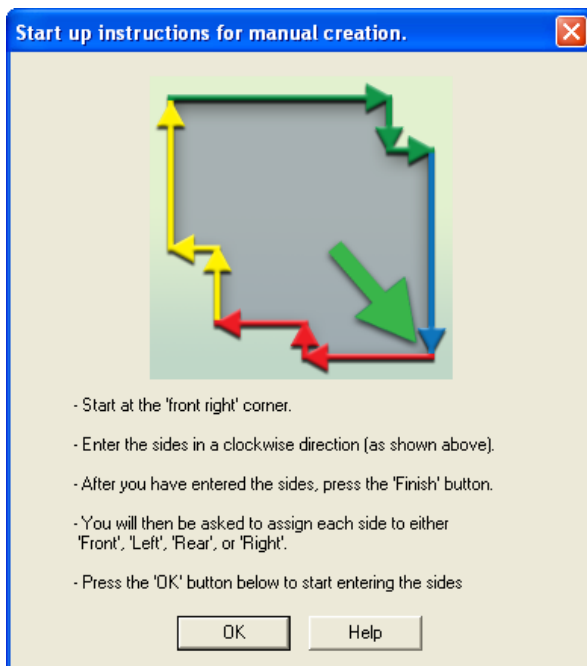 Start up instructions for manual creation.
- Start at the 'front right' corner.
- Enter the sides in a clockwise direction (as shown above).
- After you have entered the sides, press the 'Finish' button.
- You will then be asked to assign each side to either
'Front', 'Left', 'Rear', or 'Right'.
- Press the 'OK' button below to start entering the sides
OK
Help